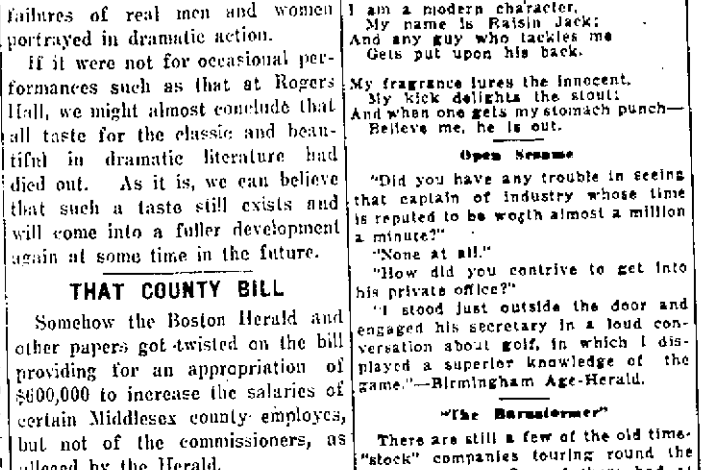 failures of real men and women
portrayed in dramatic action.
If it were not for occasional per-
formances such as that at Rogers
Hall, we might almost conclude that
all taste for the classic and beau-
tiful in dramatic literature had
died out. As it is, we can believe
that such a taste still exists and
will come into a fuller development
again at some time in the future.
THAT COUNTY BILL
Somehow the Boston Herald and
other papers got twisted on the bill
providing for an appropriation of
$600,000 to increase the salaries of
certain Middlesex county employes,
but not of the commissioners, as
alleged by the Herald.
I am a modern character,
My name is Raisin Jack;
And any guy who tackles me
Gets put upon his back.
My fragrance lures the innocent,
My kick delights the stout;
And when one gets my stomach punch—
Believe me, he is out.
Open Sesame
"Did you have any trouble in seeing
that captain of industry whose time
is reputed to be worth almost a million
a minute?"
"None at all."
"How did you contrive to get into
his private office?"
"I stood just outside the door and
engaged his secretary in a loud con-
versation about golf, in which I dis-
played a superior knowledge of the
game."—Birmingham Age-Herald.
"The Barnstormer"
There are still a few of the old time
"stock" companies touring round the